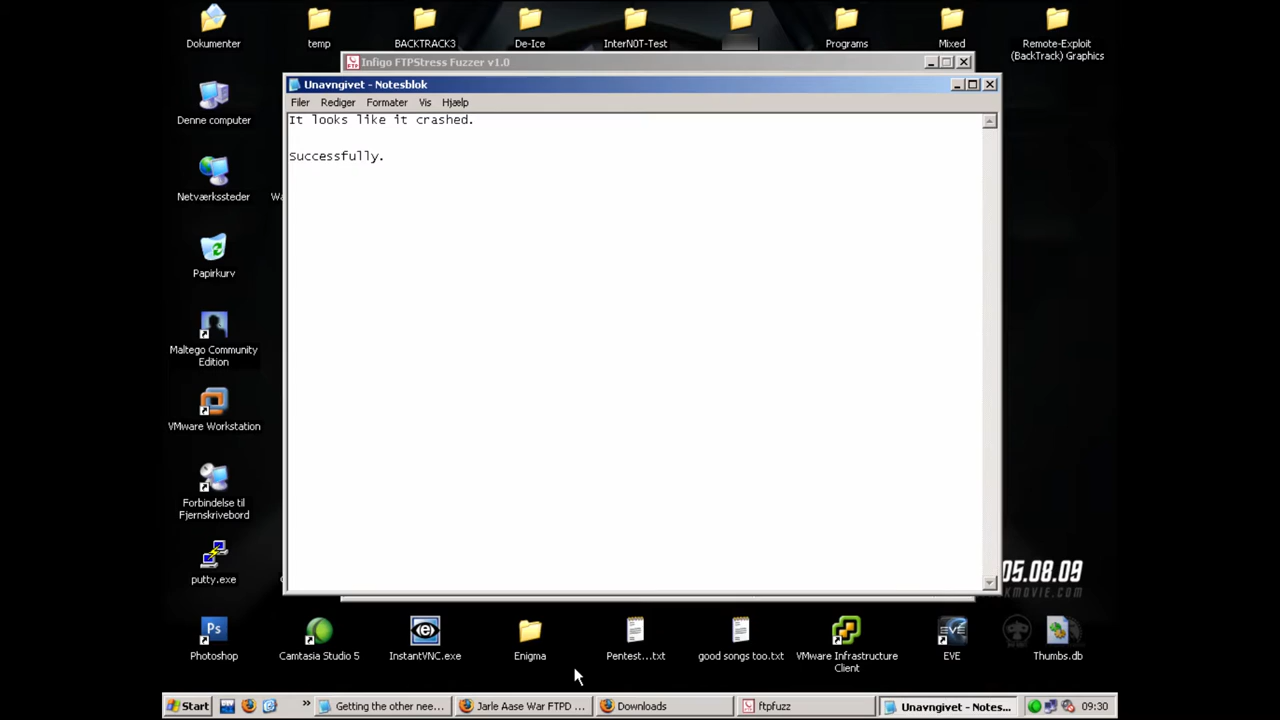 Dokumenter
temp
BACKTRACK3
De-Ice
InterN0T-Test
Programs
Mixed
Remote-Exploit
(BackTrack) Graphics
Infigo FTPStress Fuzzer v1.0
Unavngivet - Notesblok
Filer Rediger Formater Vis Hjælp
It looks like it crashed.
Successfully.
Denne computer
Netværkssteder
Wa
Papirkurv
Maltego Community
Edition
VMware Workstation
Forbindelse til
Fjernskrivebord
putty.exe
05.08.09
KMOVIE.COM
Photoshop
Camtasia Studio 5
InstantVNC.exe
Enigma
Pentest...txt
good songs too.txt
VMware Infrastructure
Client
EVE
Thumbs.db
Start
Getting the other nee...
Jarle Aase War FTPD ...
Downloads
ftpfuzz
Unavngivet - Notes...
09:30